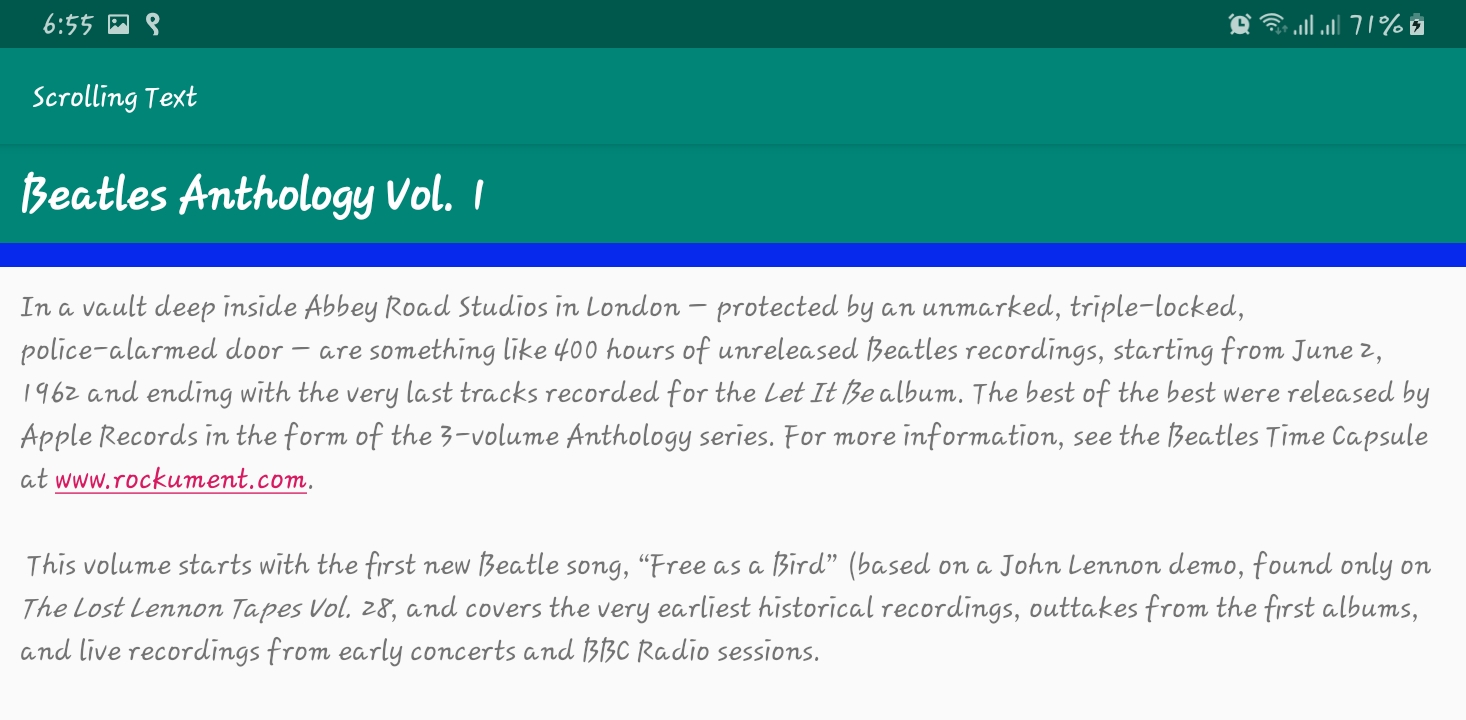 6:55 71%
Scrolling Text
Beatles Anthology Vol. 1
In a vault deep inside Abbey Road Studios in London — protected by an unmarked, triple-locked,
police-alarmed door — are something like 400 hours of unreleased Beatles recordings, starting from June 2,
1962 and ending with the very last tracks recorded for the Let It Be album. The best of the best were released by
Apple Records in the form of the 3-volume Anthology series. For more information, see the Beatles Time Capsule
at www.rockument.com.
This volume starts with the first new Beatle song, “Free as a Bird” (based on a John Lennon demo, found only on
The Lost Lennon Tapes Vol. 28, and covers the very earliest historical recordings, outtakes from the first albums,
and live recordings from early concerts and BBC Radio sessions.